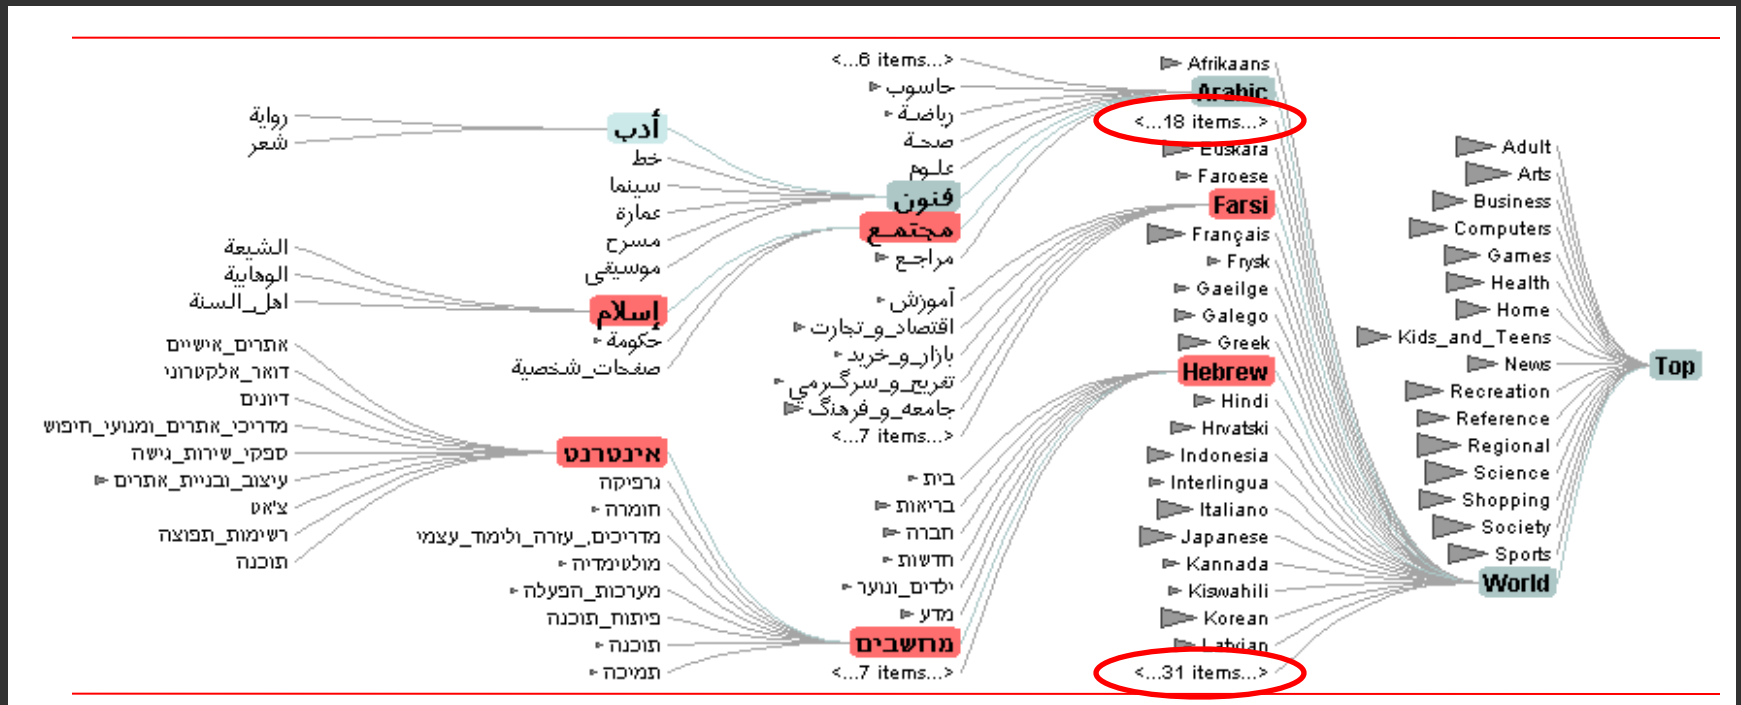 Top
Adult
Arts
Business
Computers
Games
Health
Home
Kids_and_Teens
News
Recreation
Reference
Regional
Science
Shopping
Society
Sports
World
Afrikaans
Arabic
<...18 items...>
Euskara
Faroese
Farsi
Français
Frysk
Gaeilge
Galego
Greek
Hebrew
Hindi
Hrvatski
Indonesia
Interlingua
Italiano
Japanese
Kannada
Kiswahili
Korean
Latvian
<...31 items...>
<...6 items...>
حاسوب
رياضة
صحة
علوم
فنون
مجتمع
مراجع
آموزش
اقتصاد_و_تجارت
بازار_و_خريد
تفريح_و_سرگرمي
جامعه_و_فرهنگ
<...7 items...>
בית
בריאות
חברה
חדשות
ילדים_ונוער
מדע
מחשבים
<...7 items...>
أدب
خط
سينما
عمارة
مسرح
موسيقى
إسلام
حكومة
صفحات_شخصية
אינטרנט
גרפיקה
חומרה
מדריכים,_עזרה_ולימוד_עצמי
מולטימדיה
מערכות_הפעלה
פיתוח_תוכנה
תוכנה
תמיכה
رواية
شعر
الشيعة
الوهابية
اهل_السنة
אתרים_אישיים
דואר_אלקטרוני
דיונים
מדריכי_אתרים_ומנועי_חיפוש
ספקי_שירות_גישה
עיצוב_ובניית_אתרים
צ'אט
רשימות_תפוצה
תוכנה